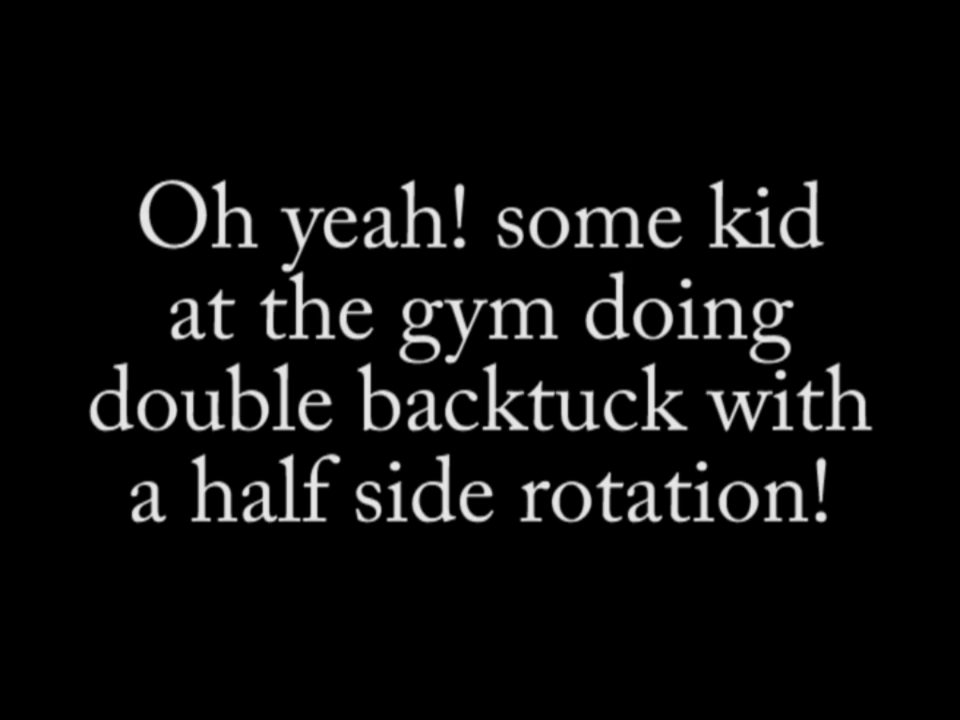 Oh yeah! some kid
at the gym doing
double backtuck with
a half side rotation!